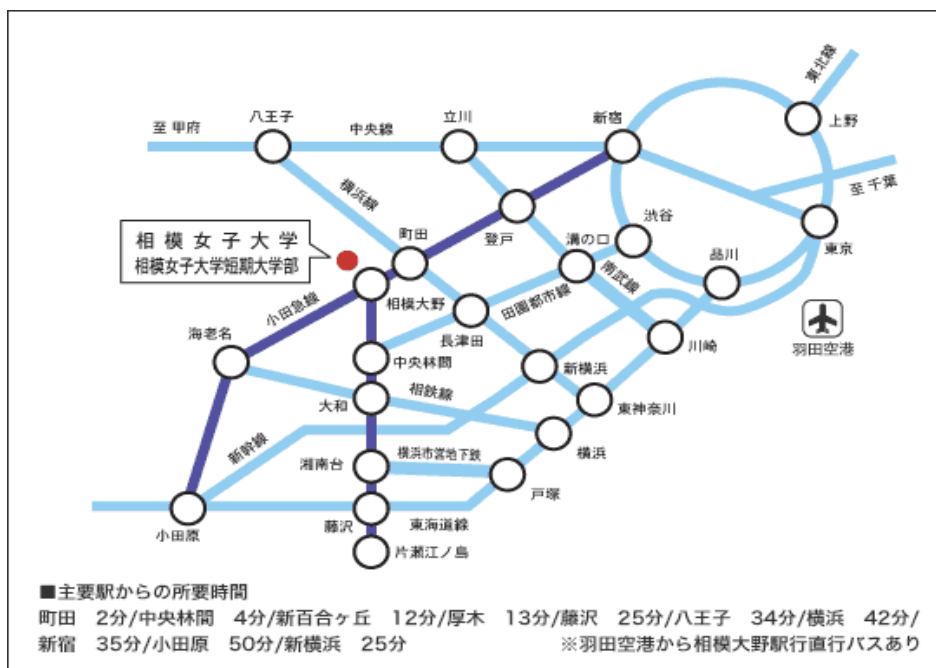 東北線
八王子
立川
新宿
上野
至 甲府
中央線
横浜線
至 千葉
相模女子大学
相模女子大学短期大学部
町田
登戸
溝の口
渋谷
品川
東京
南武線
小田急線
相模大野
田園都市線
海老名
長津田
川崎
羽田空港
中央林間
新横浜
大和
相鉄線
東神奈川
新幹線
湘南台
横浜市営地下鉄
横浜
戸塚
小田原
藤沢
東海道線
片瀬江ノ島
■主要駅からの所要時間
町田 2分/中央林間 4分/新百合ヶ丘 12分/厚木 13分/藤沢 25分/八王子 34分/横浜 42分/
新宿 35分/小田原 50分/新横浜 25分 ※羽田空港から相模大野駅行直行バスあり